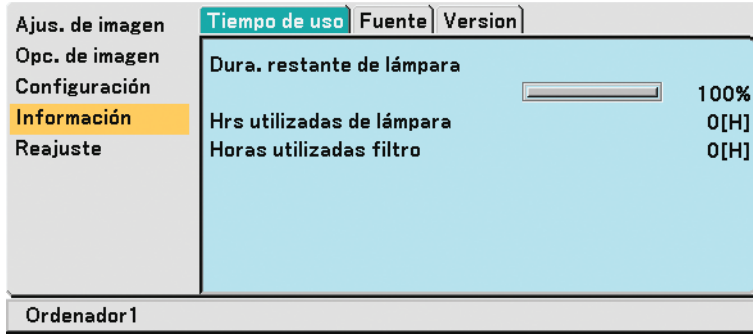 Ajus. de imagen
Opc. de imagen
Configuración
Información
Reajuste
Tiempo de uso Fuente Version
Dura. restante de lámpara
100%
Hrs utilizadas de lámpara 0[H]
Horas utilizadas filtro 0[H]
Ordenador1